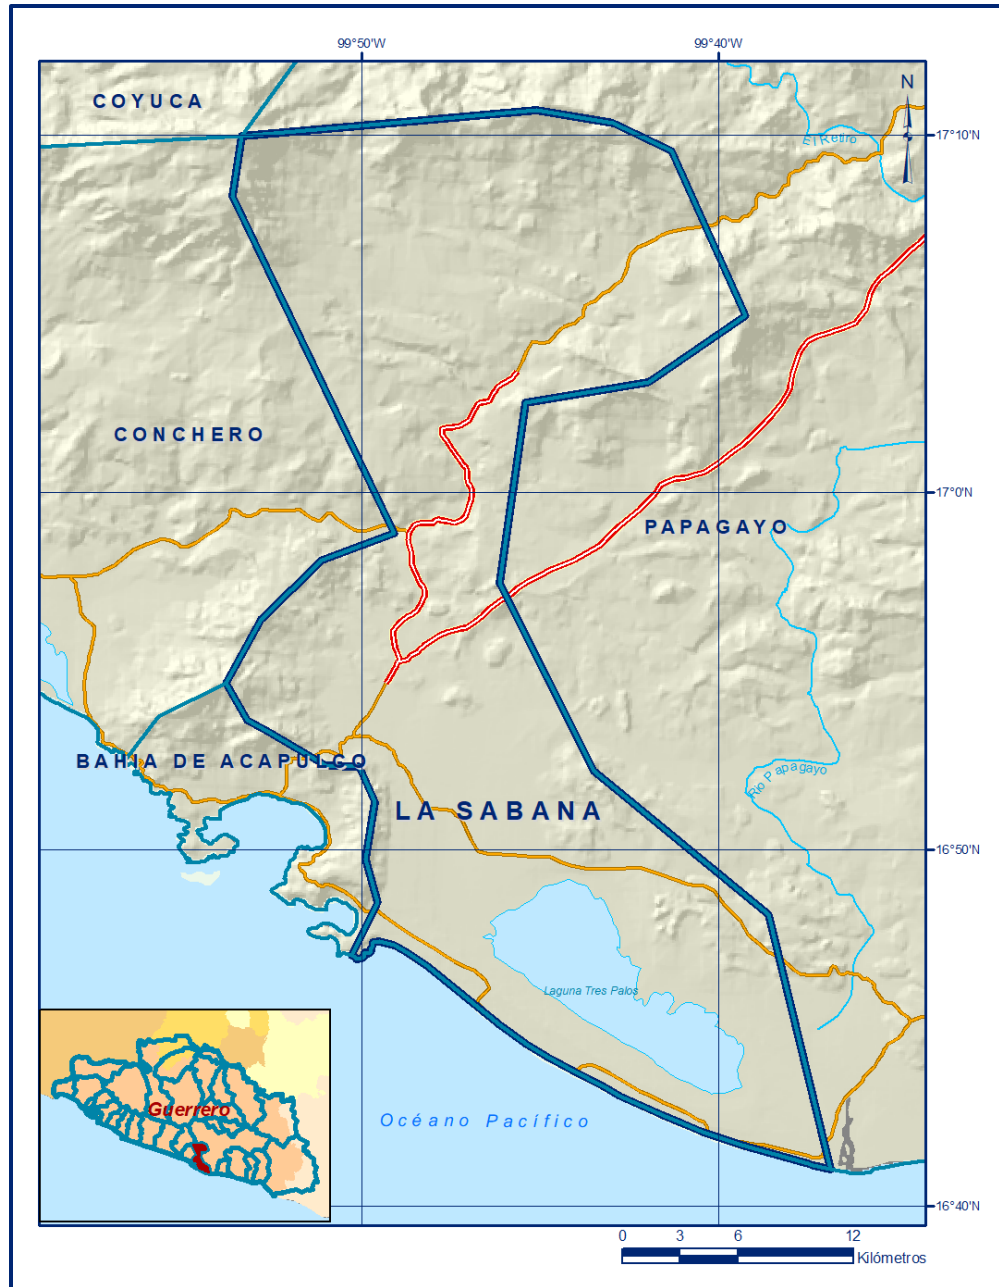 99°50'W
99°40'W
COYUCA
N
El Retiro
17°10'N
CONCHERO
17°0'N
PAPAGAYO
BAHIA DE ACAPULCO
Rio Papagayo
LA SABANA
16°50'N
Laguna Tres Palos
Guerrero
Océano Pacífico
16°40'N
0 3 6 12
Kilómetros